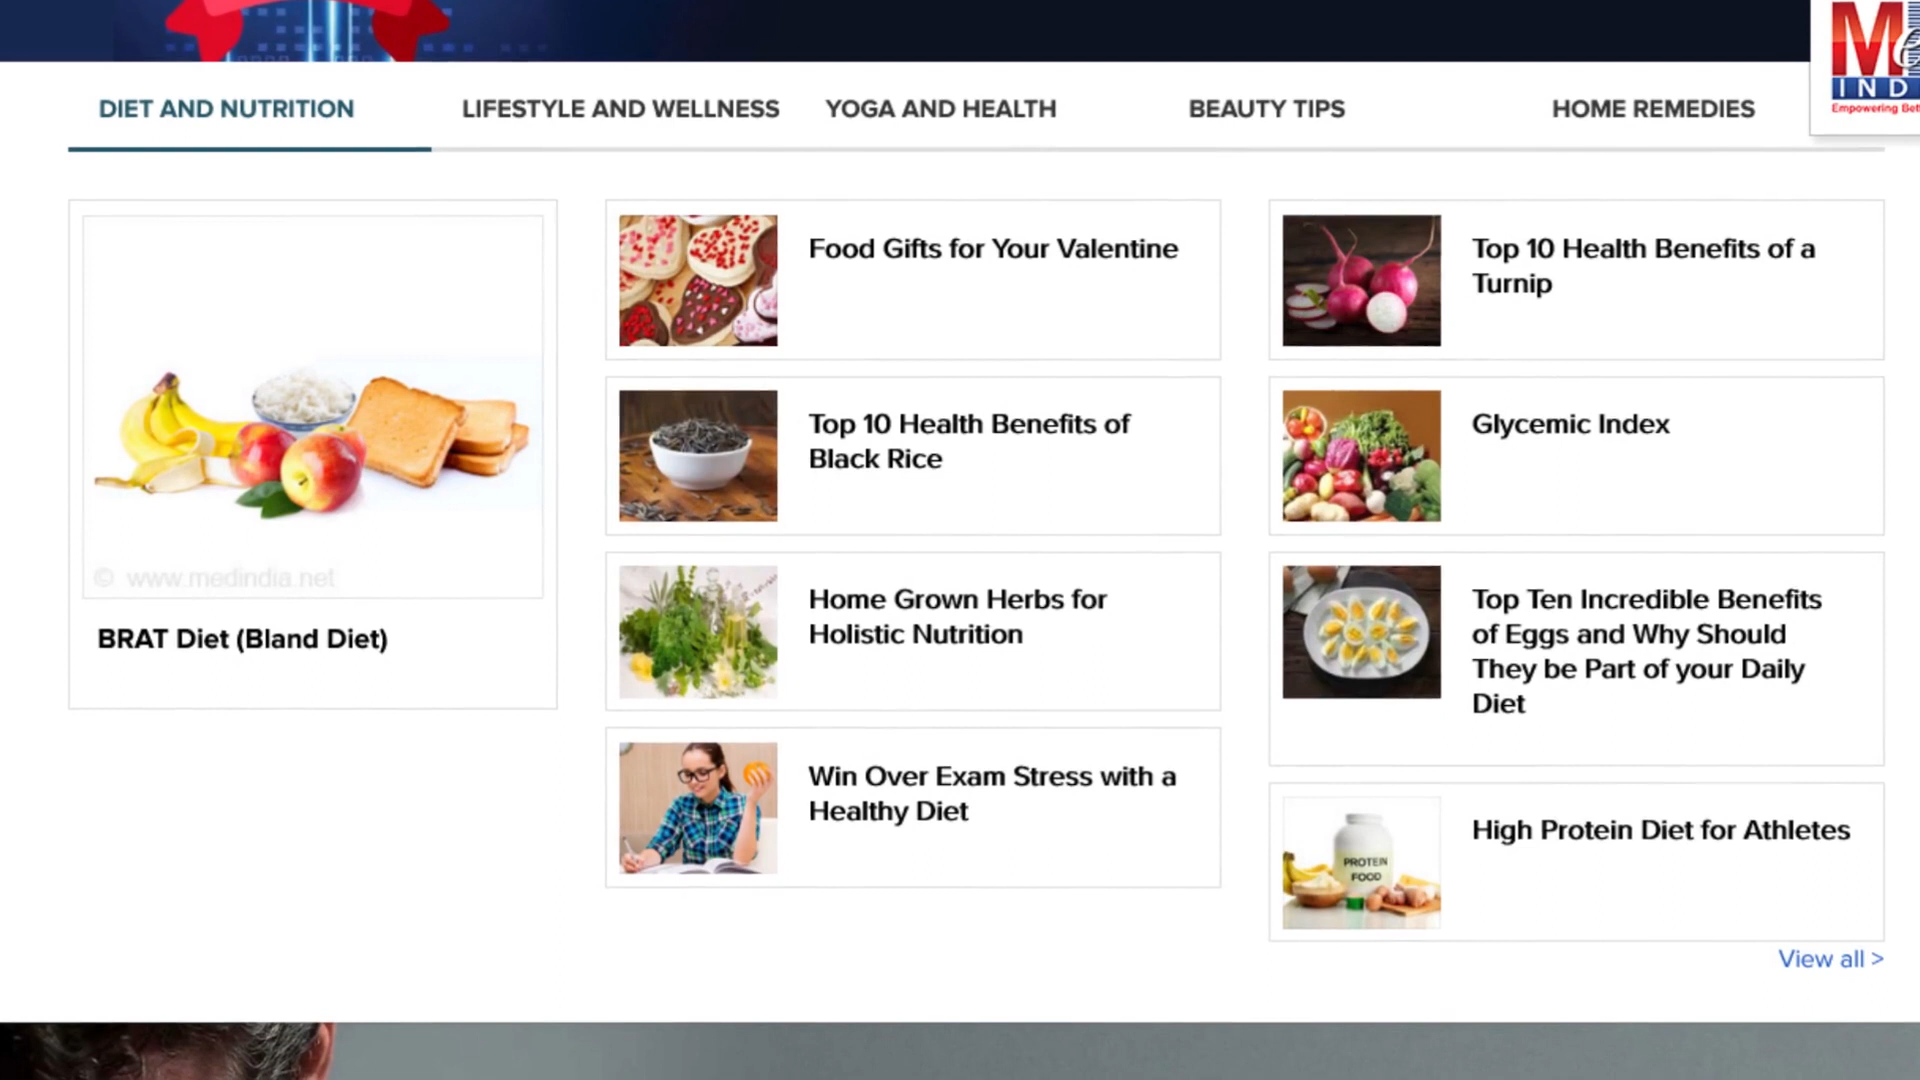 DIET AND NUTRITION
LIFESTYLE AND WELLNESS
YOGA AND HEALTH
BEAUTY TIPS
HOME REMEDIES
IND
Empowering
© www.medindia.net
BRAT Diet (Bland Diet)
Food Gifts for Your Valentine
Top 10 Health Benefits of
Black Rice
Home Grown Herbs for
Holistic Nutrition
Win Over Exam Stress with a
Healthy Diet
Top 10 Health Benefits of a
Turnip
Glycemic Index
Top Ten Incredible Benefits
of Eggs and Why Should
They be Part of your Daily
Diet
PROTEIN
FOOD
High Protein Diet for Athletes
View all >